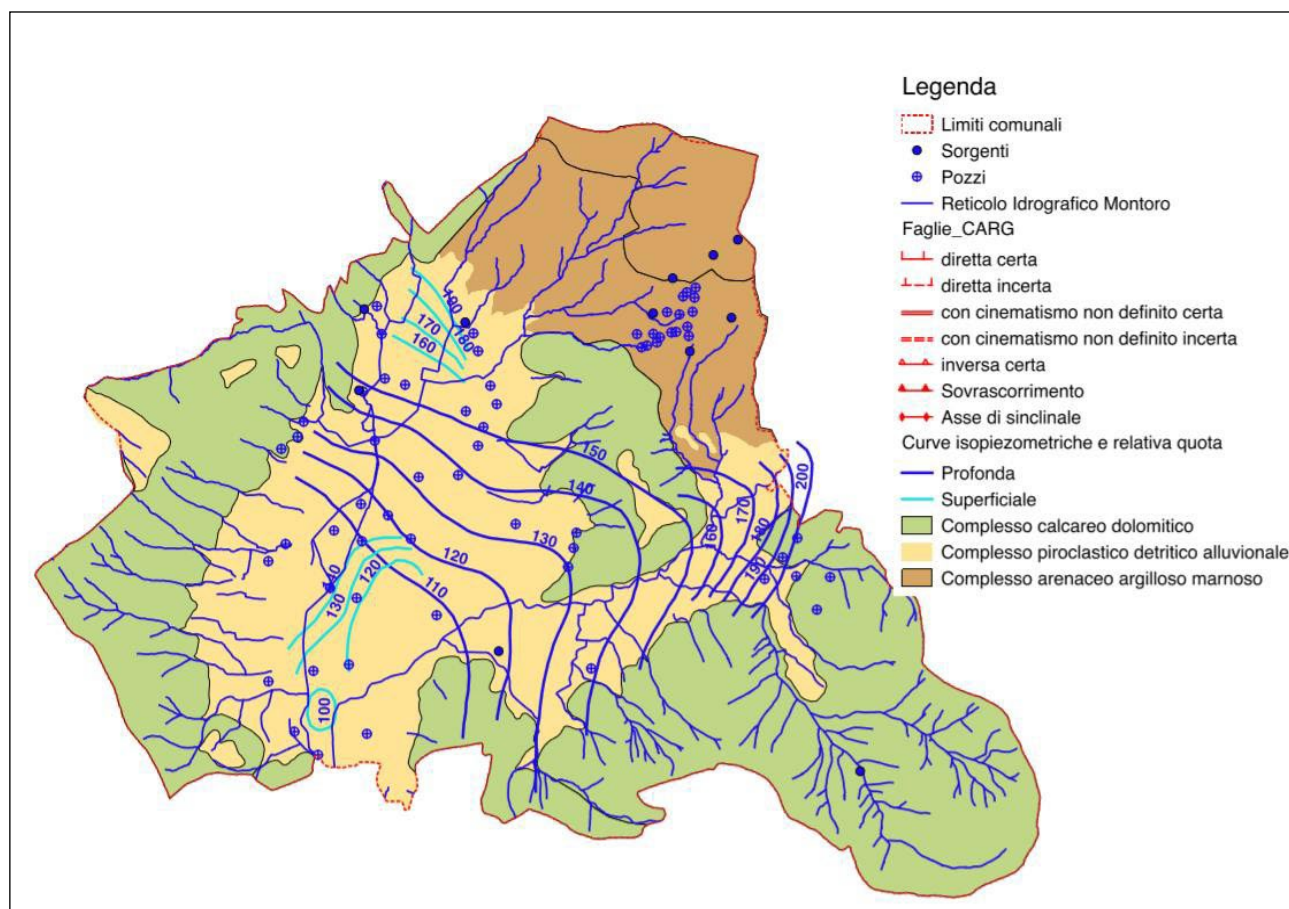 Legenda
Limiti comunali
Sorgenti
Pozzi
Reticolo Idrografico Montoro
Faglie_CARG
diretta certa
diretta incerta
con cinematismo non definito certa
con cinematismo non definito incerta
inversa certa
Sovrascorrimento
Asse di sinclinale
Curve isopiezometriche e relativa quota
Profonda
Superficiale
Complesso calcareo dolomitico
Complesso piroclastico detritico alluvionale
Complesso arenaceo argilloso marnoso
190
170
180
160
150
200
140
170
160
180
130
190
120
140
120
110
130
100